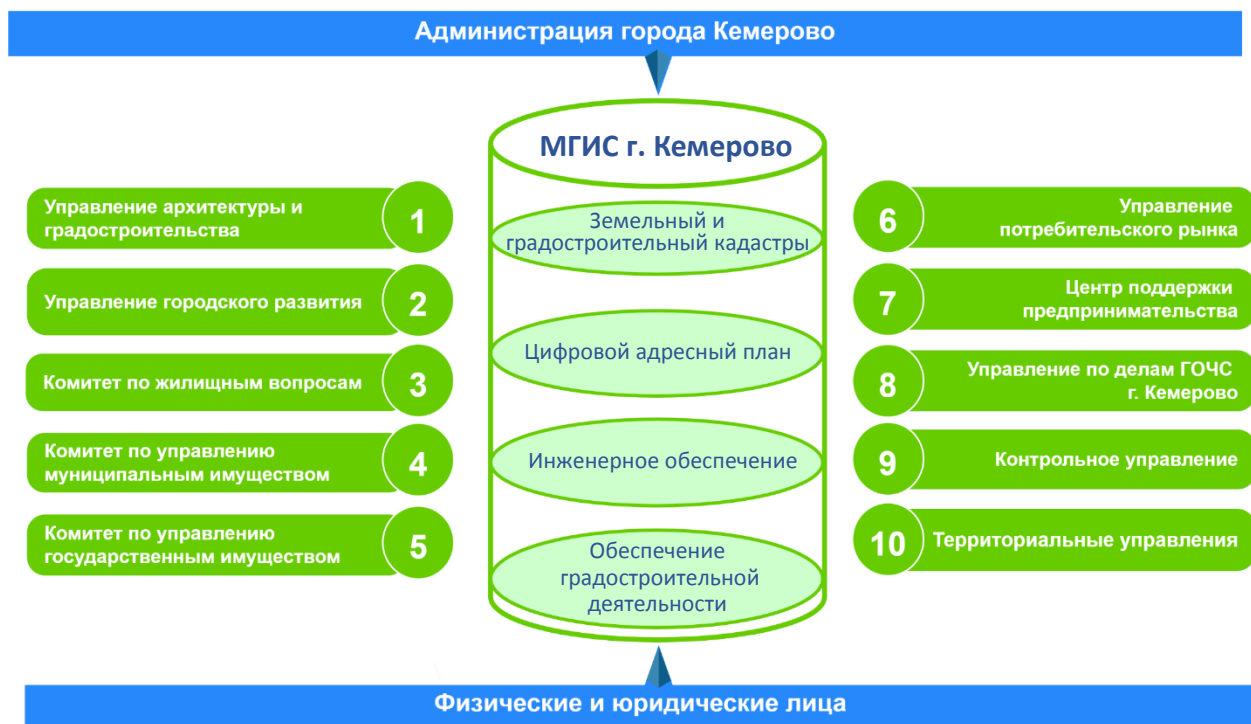 Администрация города Кемерово
МГИС г. Кемерово
Управление архитектуры и
градостроительства
1
Управление городского развития
2
Комитет по жилищным вопросам
3
Комитет по управлению
муниципальным имуществом
4
Комитет по управлению
государственным имуществом
5
Земельный и
градостроительный кадастры
Цифровой адресный план
Инженерное обеспечение
Обеспечение
градостроительной
деятельности
6
Управление
потребительского рынка
7
Центр поддержки
предпринимательства
8
Управление по делам ГОЧС
г. Кемерово
9
Контрольное управление
10
Территориальные управления
Физические и юридические лица